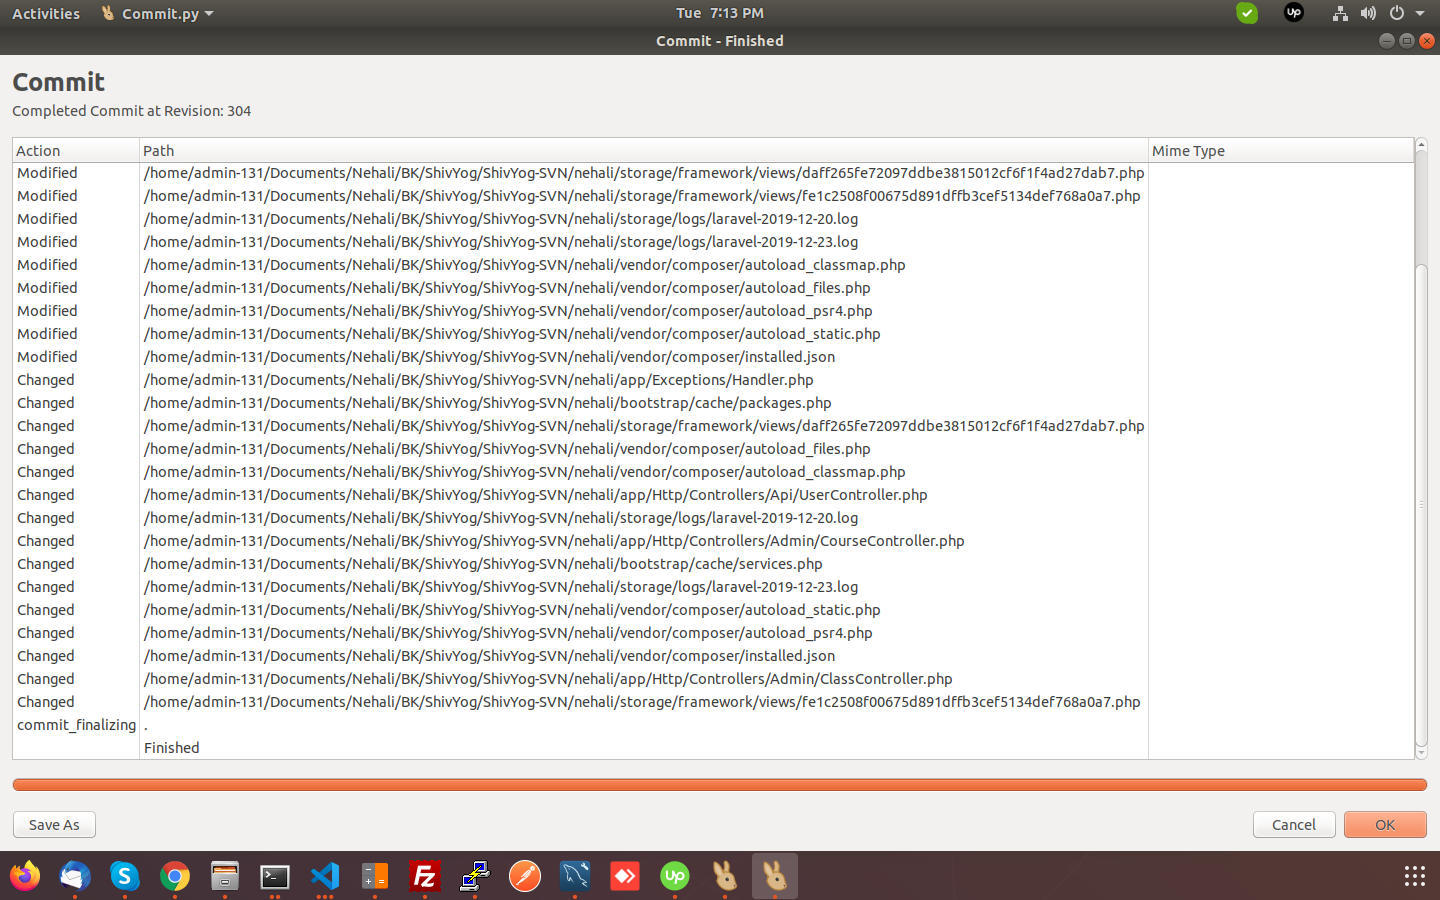 Activities Commit.py Tue 7:13 PM up
Commit - Finished
Commit
Completed Commit at Revision: 304
Action Path Mime Type
Modified /home/admin-131/Documents/Nehali/BK/ShivYog/ShivYog-SVN/nehali/storage/framework/views/daff265fe72097ddbe3815012cf6f1f4ad27dab7.php
Modified /home/admin-131/Documents/Nehali/BK/ShivYog/ShivYog-SVN/nehali/storage/framework/views/fe1c2508f00675d891dffb3cef5134def768a0a7.php
Modified /home/admin-131/Documents/Nehali/BK/ShivYog/ShivYog-SVN/nehali/storage/logs/laravel-2019-12-20.log
Modified /home/admin-131/Documents/Nehali/BK/ShivYog/ShivYog-SVN/nehali/storage/logs/laravel-2019-12-23.log
Modified /home/admin-131/Documents/Nehali/BK/ShivYog/ShivYog-SVN/nehali/vendor/composer/autoload_classmap.php
Modified /home/admin-131/Documents/Nehali/BK/ShivYog/ShivYog-SVN/nehali/vendor/composer/autoload_files.php
Modified /home/admin-131/Documents/Nehali/BK/ShivYog/ShivYog-SVN/nehali/vendor/composer/autoload_psr4.php
Modified /home/admin-131/Documents/Nehali/BK/ShivYog/ShivYog-SVN/nehali/vendor/composer/autoload_static.php
Modified /home/admin-131/Documents/Nehali/BK/ShivYog/ShivYog-SVN/nehali/vendor/composer/installed.json
Changed /home/admin-131/Documents/Nehali/BK/ShivYog/ShivYog-SVN/nehali/app/Exceptions/Handler.php
Changed /home/admin-131/Documents/Nehali/BK/ShivYog/ShivYog-SVN/nehali/bootstrap/cache/packages.php
Changed /home/admin-131/Documents/Nehali/BK/ShivYog/ShivYog-SVN/nehali/storage/framework/views/daff265fe72097ddbe3815012cf6f1f4ad27dab7.php
Changed /home/admin-131/Documents/Nehali/BK/ShivYog/ShivYog-SVN/nehali/vendor/composer/autoload_files.php
Changed /home/admin-131/Documents/Nehali/BK/ShivYog/ShivYog-SVN/nehali/vendor/composer/autoload_classmap.php
Changed /home/admin-131/Documents/Nehali/BK/ShivYog/ShivYog-SVN/nehali/app/Http/Controllers/Api/UserController.php
Changed /home/admin-131/Documents/Nehali/BK/ShivYog/ShivYog-SVN/nehali/storage/logs/laravel-2019-12-20.log
Changed /home/admin-131/Documents/Nehali/BK/ShivYog/ShivYog-SVN/nehali/app/Http/Controllers/Admin/CourseController.php
Changed /home/admin-131/Documents/Nehali/BK/ShivYog/ShivYog-SVN/nehali/bootstrap/cache/services.php
Changed /home/admin-131/Documents/Nehali/BK/ShivYog/ShivYog-SVN/nehali/storage/logs/laravel-2019-12-23.log
Changed /home/admin-131/Documents/Nehali/BK/ShivYog/ShivYog-SVN/nehali/vendor/composer/autoload_static.php
Changed /home/admin-131/Documents/Nehali/BK/ShivYog/ShivYog-SVN/nehali/vendor/composer/autoload_psr4.php
Changed /home/admin-131/Documents/Nehali/BK/ShivYog/ShivYog-SVN/nehali/vendor/composer/installed.json
Changed /home/admin-131/Documents/Nehali/BK/ShivYog/ShivYog-SVN/nehali/app/Http/Controllers/Admin/ClassController.php
Changed /home/admin-131/Documents/Nehali/BK/ShivYog/ShivYog-SVN/nehali/storage/framework/views/fe1c2508f00675d891dffb3cef5134def768a0a7.php
commit_finalizing .
Finished
Save As Cancel OK
S Fz up